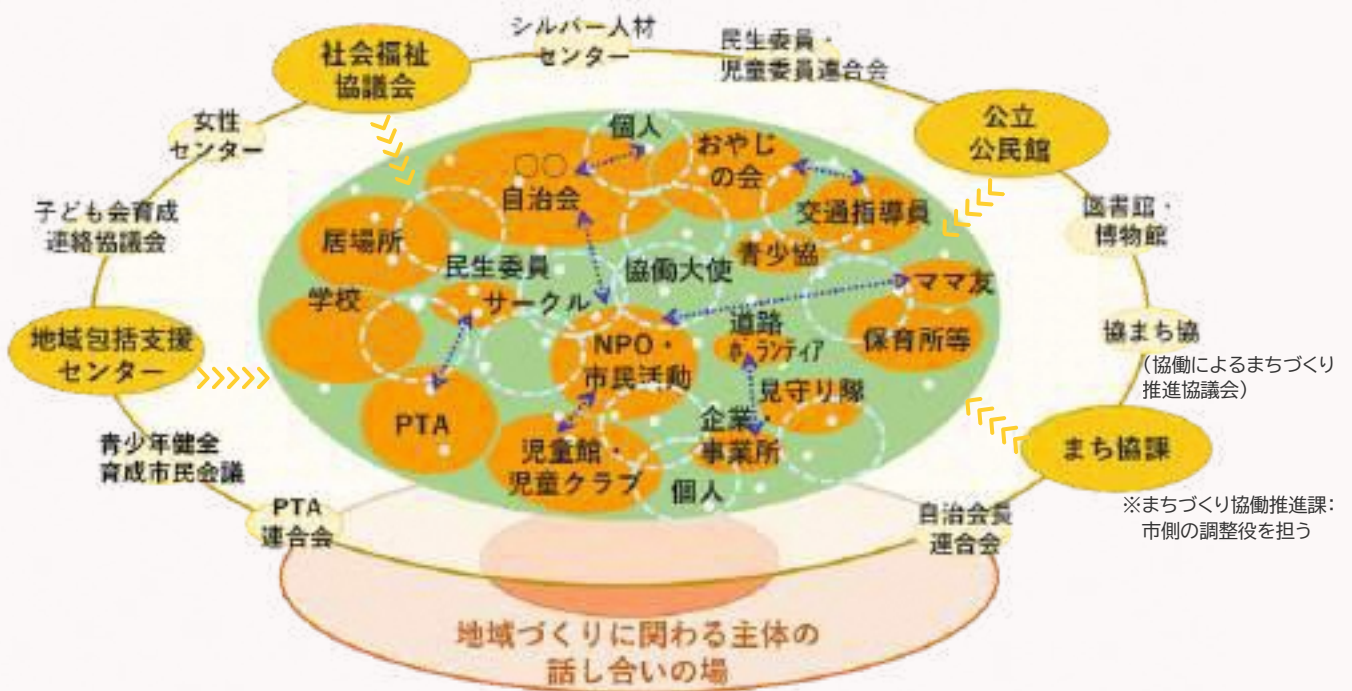 シルバー人材
センター
民生委員・
児童委員連合会
社会福祉
協議会
公立
公民館
女性
センター
図書館・
博物館
子ども会育成
連絡協議会
協まち協
(協働によるまちづくり
推進協議会)
地域包括支援
センター
まち協課
※まちづくり協働推進課:
市側の調整役を担う
青少年健全
育成市民会議
PTA
連合会
自治会長
連合会
個人
〇〇
自治会
おやじ
の会
交通指導員
居場所
青少協
民生委員
協働大使
ママ友
学校
サークル
道路
ボランティア
保育所等
NPO・
市民活動
見守り隊
PTA
企業・
事業所
児童館・
児童クラブ
個人
地域づくりに関わる主体の
話し合いの場